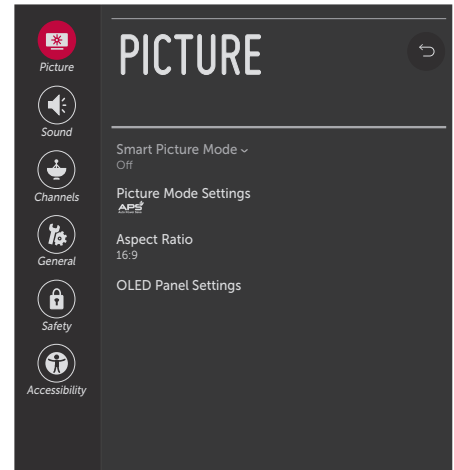 Picture
Sound
Channels
General
Safety
Accessibility
PICTURE
Smart Picture Mode
Off
Picture Mode Settings
APS
Aspect Ratio
16:9
OLED Panel Settings